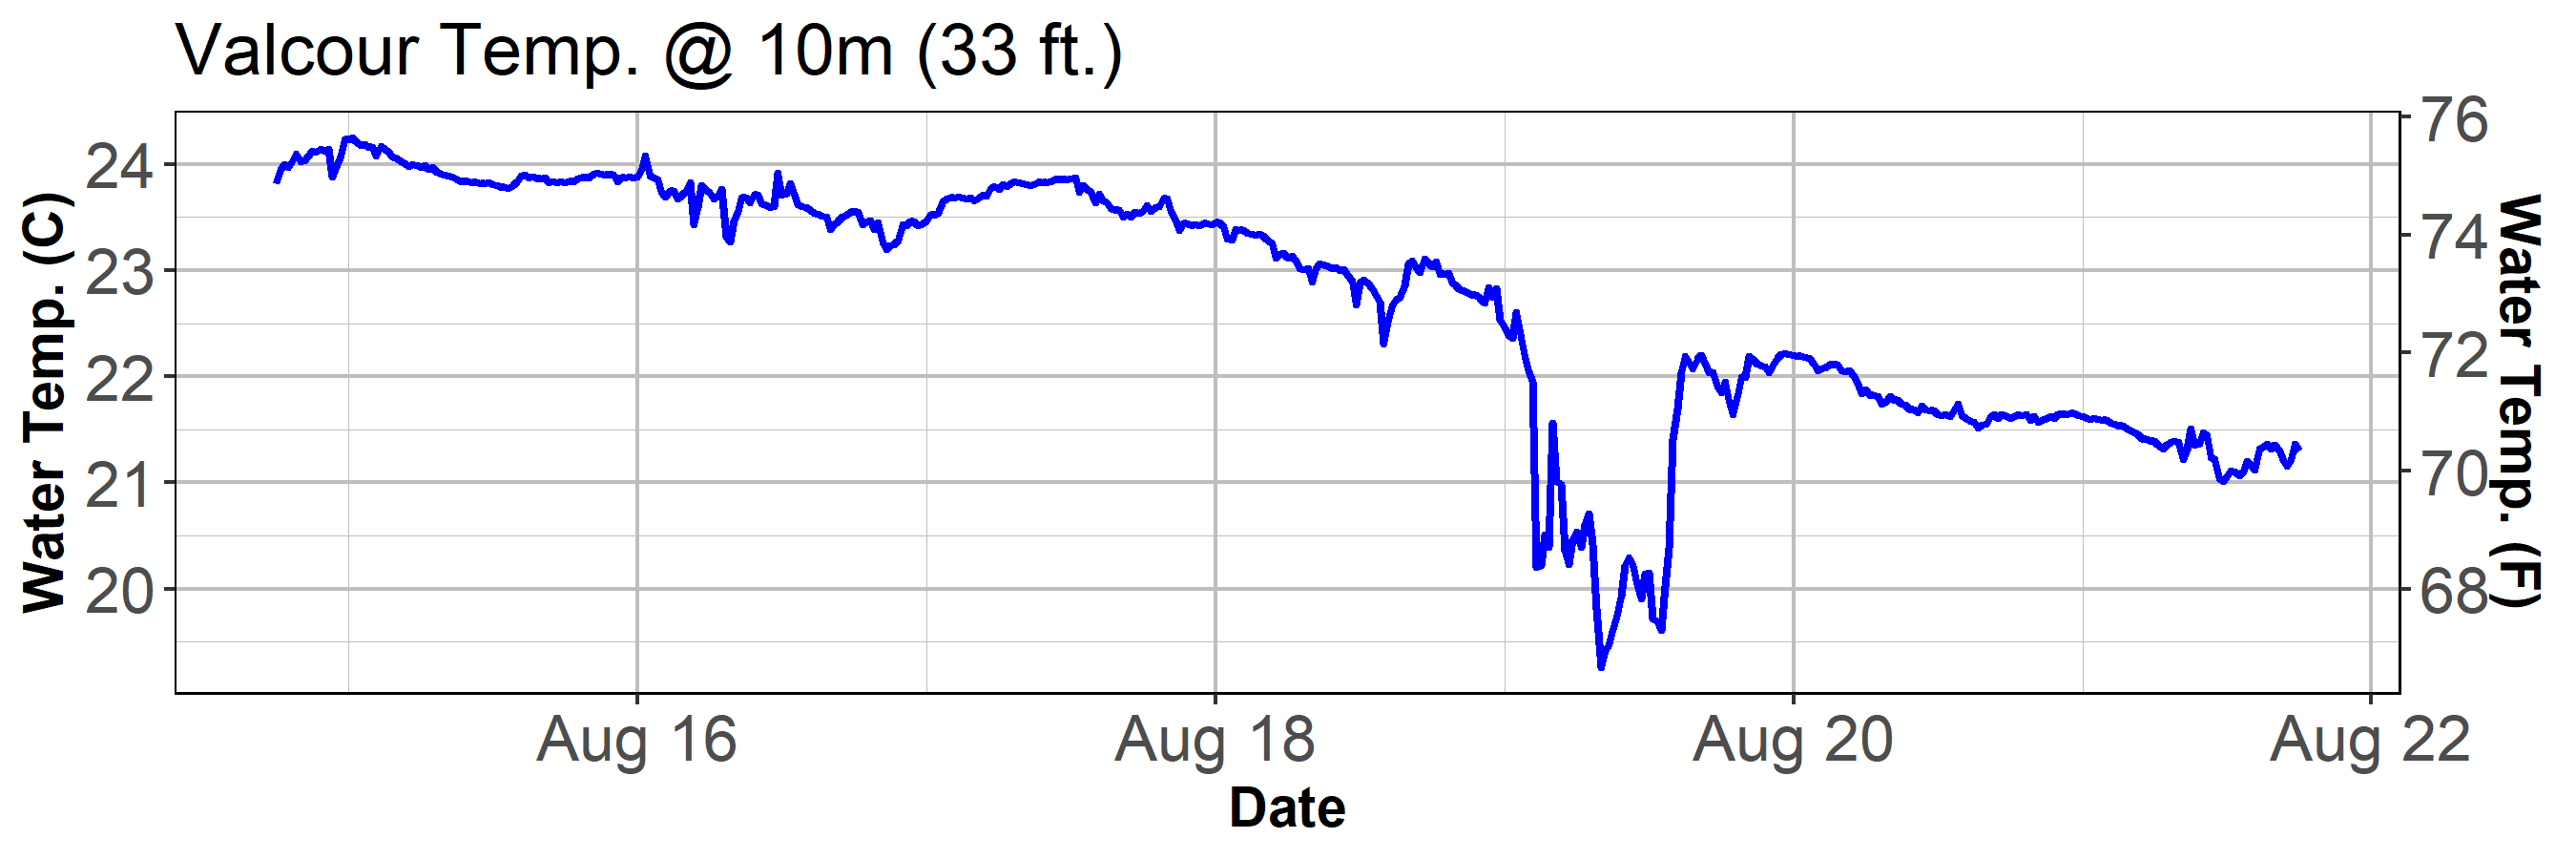 Valcour Temp. @ 10m (33 ft.)
Water Temp. (C)
24
23
22
21
20
76
74
72
70
68
Water Temp. (F)
Aug 16
Aug 18
Aug 20
Aug 22
Date